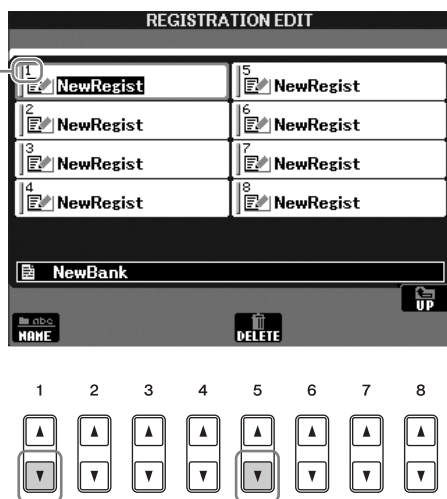 REGISTRATION EDIT
1 NewRegist
5 NewRegist
2 NewRegist
6 NewRegist
3 NewRegist
7 NewRegist
4 NewRegist
8 NewRegist
NewBank
UP
abc
NAME
DELETE
1 2 3 4 5 6 7 8